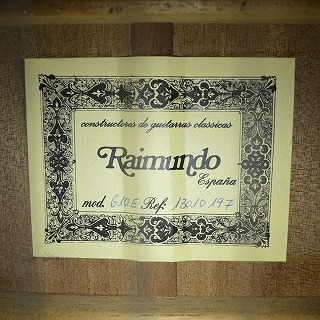 constructores de guitarras classicas
Raimundo
España
mod. 610E Ref. 13010197